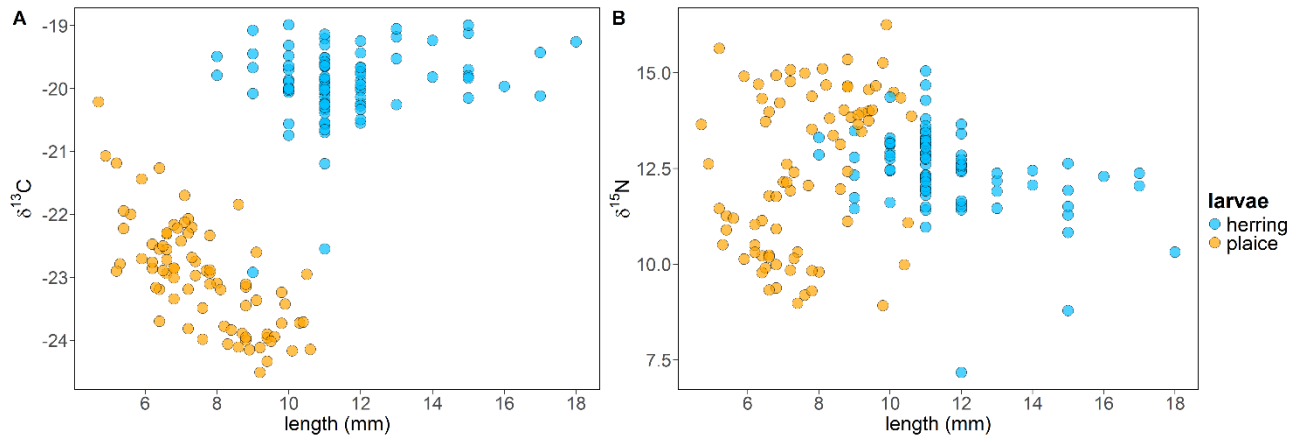 A
δ13C
-19
-20
-21
-22
-23
-24
6 8 10 12 14 16 18
length (mm)
B
δ15N
15.0
12.5
10.0
7.5
6 8 10 12 14 16 18
length (mm)
larvae
herring
plaice